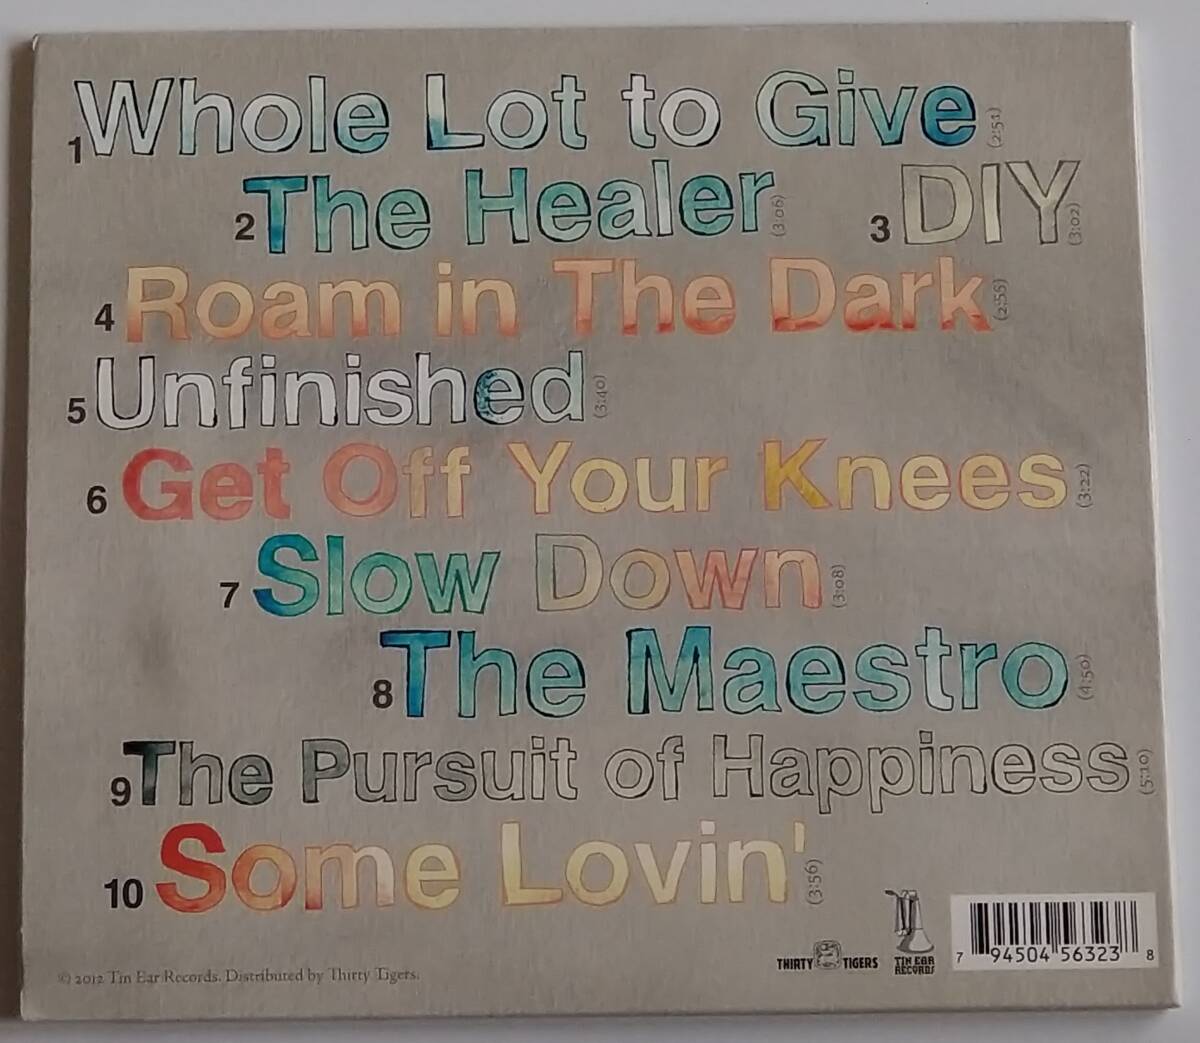 1 Whole Lot to Give (2:51)
2 The Healer (3:06) 3 DIY (3:02)
4 Roam in The Dark (2:55)
5 Unfinished (3:40)
6 Get Off Your Knees (3:22)
7 Slow Down (3:08)
8 The Maestro (4:50)
9 The Pursuit of Happiness (5:10)
10 Some Lovin' (3:56)
© 2012 Tin Ear Records. Distributed by Thirty Tigers.
THIRTY TIGERS
TIN EAR
RECORDS
7 94504 56323 8